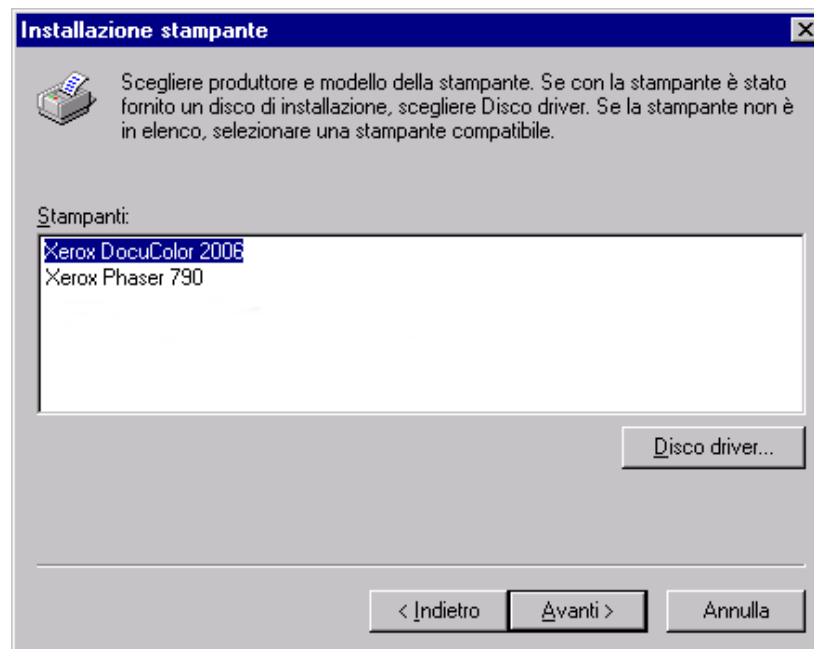 Installazione stampante
Scegliere produttore e modello della stampante. Se con la stampante è stato
fornito un disco di installazione, scegliere Disco driver. Se la stampante non è
in elenco, selezionare una stampante compatibile.
Stampanti:
Xerox DocuColor 2006
Xerox Phaser 790
Disco driver...
< Indietro
Avanti >
Annulla